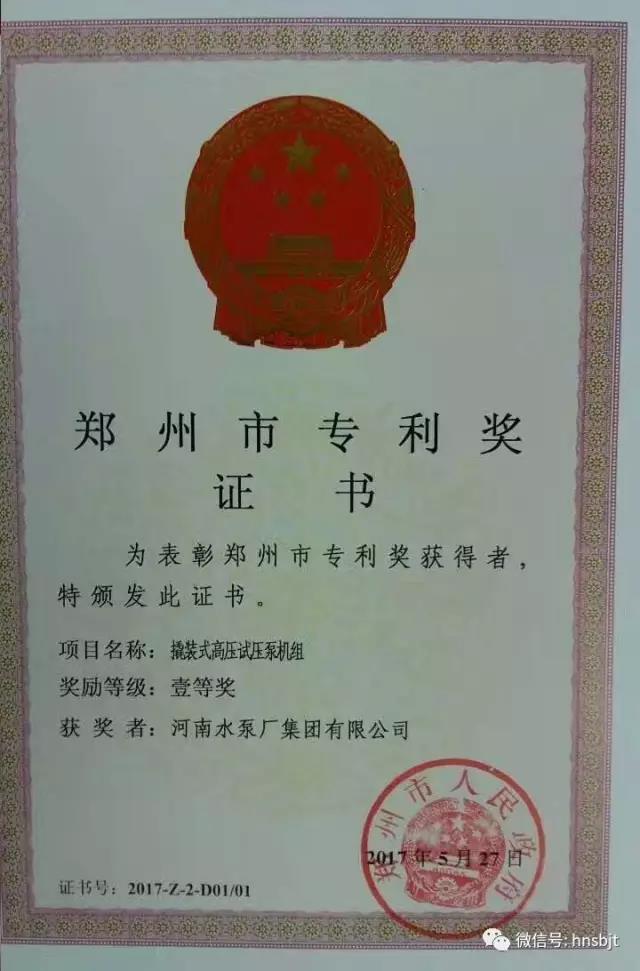 郑州市专利奖
证书
为表彰郑州市专利奖获得者,
特颁发此证书。
项目名称：撬装式高压试压泵机组
奖励等级：壹等奖
获奖者：河南水泵厂集团有限公司
郑州市人民政府
2017年5月27日
证书号：2017-Z-2-D01/01
微信号: hnsbjt